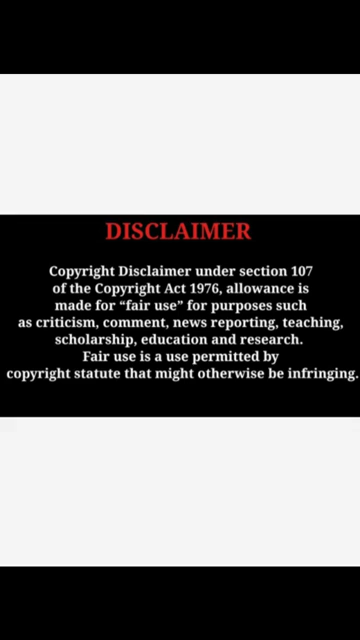 DISCLAIMER
Copyright Disclaimer under section 107
of the Copyright Act 1976, allowance is
made for “fair use” for purposes such
as criticism, comment, news reporting, teaching,
scholarship, education and research.
Fair use is a use permitted by
copyright statute that might otherwise be infringing.